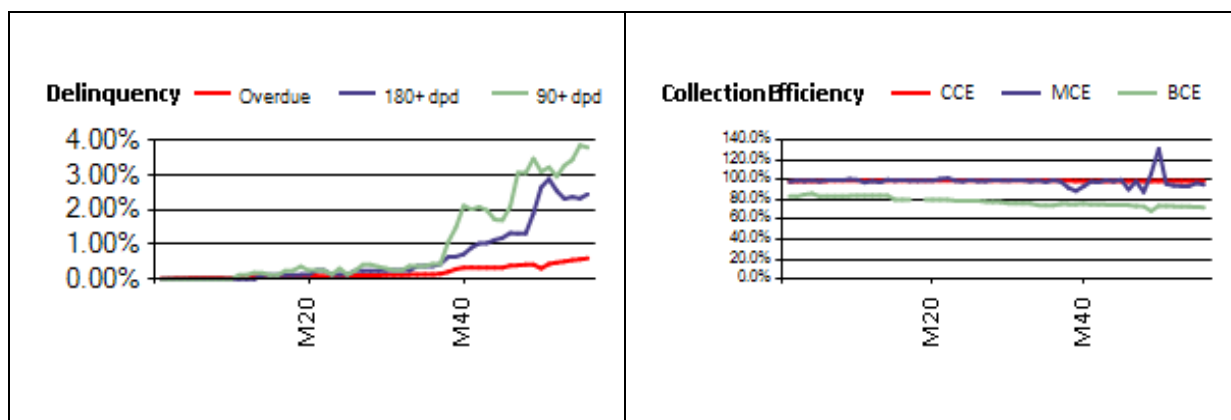 Delinquency Overdue 180+ dpd 90+ dpd
4.00%
3.00%
2.00%
1.00%
0.00%
M20
M40
Collection Efficiency CCE MCE BCE
140.0%
120.0%
100.0%
80.0%
60.0%
40.0%
20.0%
0.0%
M20
M40